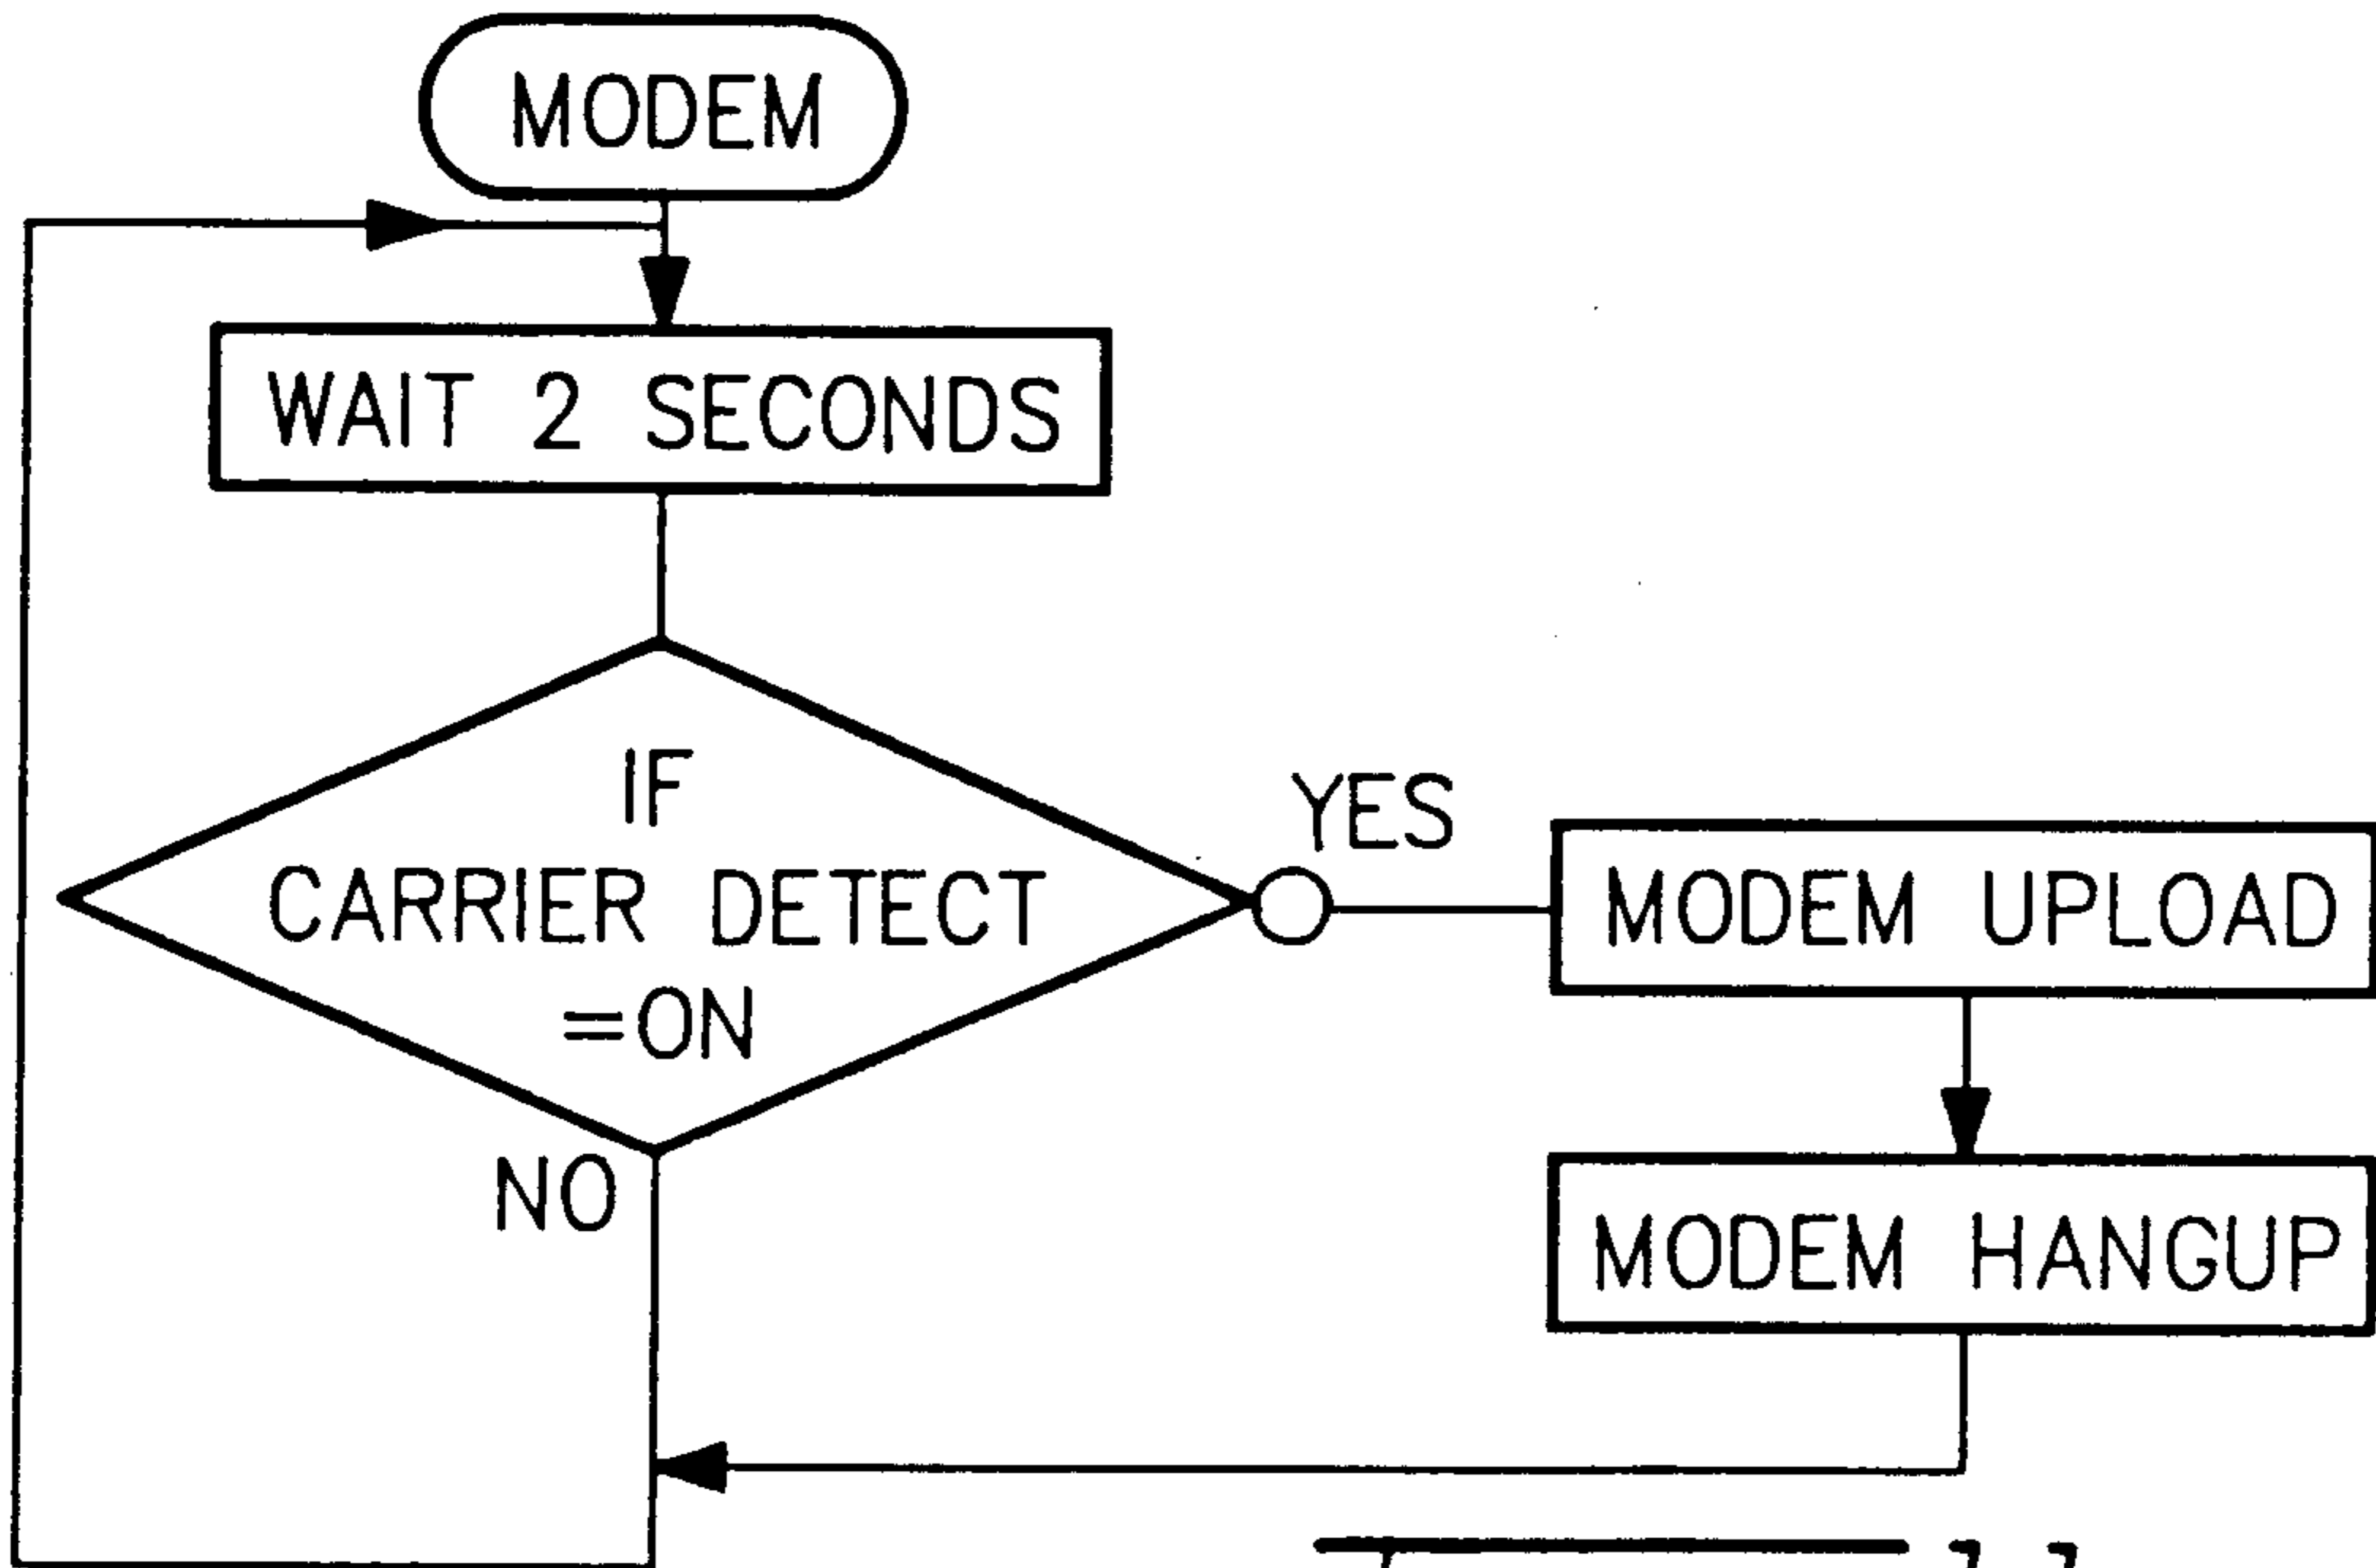 MODEM
WAIT 2 SECONDS
IF
CARRIER DETECT
=ON
YES
NO
MODEM UPLOAD
MODEM HANGUP